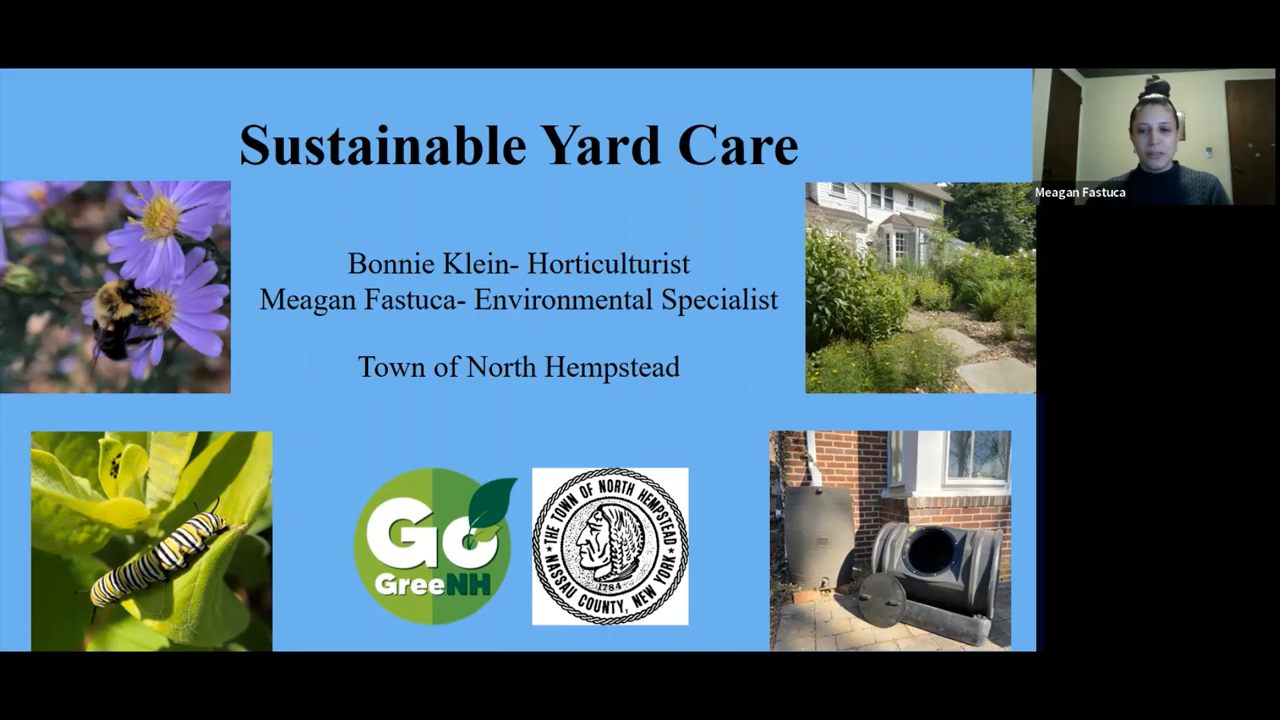 Sustainable Yard Care
Meagan Fastuca
Bonnie Klein- Horticulturist
Meagan Fastuca- Environmental Specialist
Town of North Hempstead
Go
GreeNH
THE TOWN OF NORTH HEMPSTEAD
1784
NASSAU COUNTY, NEW YORK